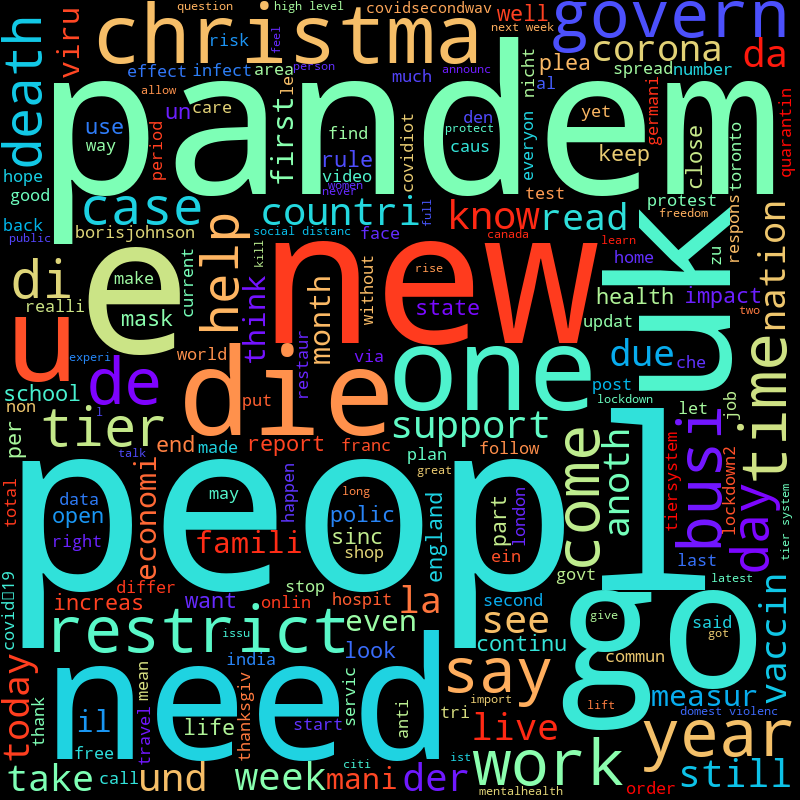 question
high level
covidsecondwav
christma
govern
well
next week
death
viru
risk
feel
nicht
plea
corona
da
effect
infect
area
person
much
announc
al
spread
number
allow
le
pandem
un
care
first
yet
germani
quarantin
use
way
find
den
protect
caus
everyon
keep
close
toronto
period
rule
video
covidiot
women
never
test
hope
good
case
countri
full
know
read
protest
freedom
respons
nation
back
public
borisjohnson
social distanc
face
canada
learn
di
e
help
kill
new
rise
home
zu
uk
make
current
think
without
health
impact
realli
mask
month
state
updat
two
u
experi
world
restaur
via
one
due
che
time
school
de
die
post
lockdown
non
l
put
support
let
job
per
tier
end
made
report
franc
follow
plan
great
come
anoth
busi
day
tiersystem
lockdown2
talk
economi
peopl
may
happen
long
total
data
open
right
polic
sinc
shop
england
part
london
ein
tier system
famili
govt
last
latest
differ
increas
want
onlin
stop
hospit
la
second
go
give
said
got
vaccin
covid▯19
restrict
issu
even
see
continu
need
look
say
commun
today
thank
mean
india
servic
anti
import
lift
measur
il
travel
thanksgiv
life
start
tri
live
domest violenc
year
free
citi
ist
work
still
take
call
und
week
mani
der
mentalhealth
order